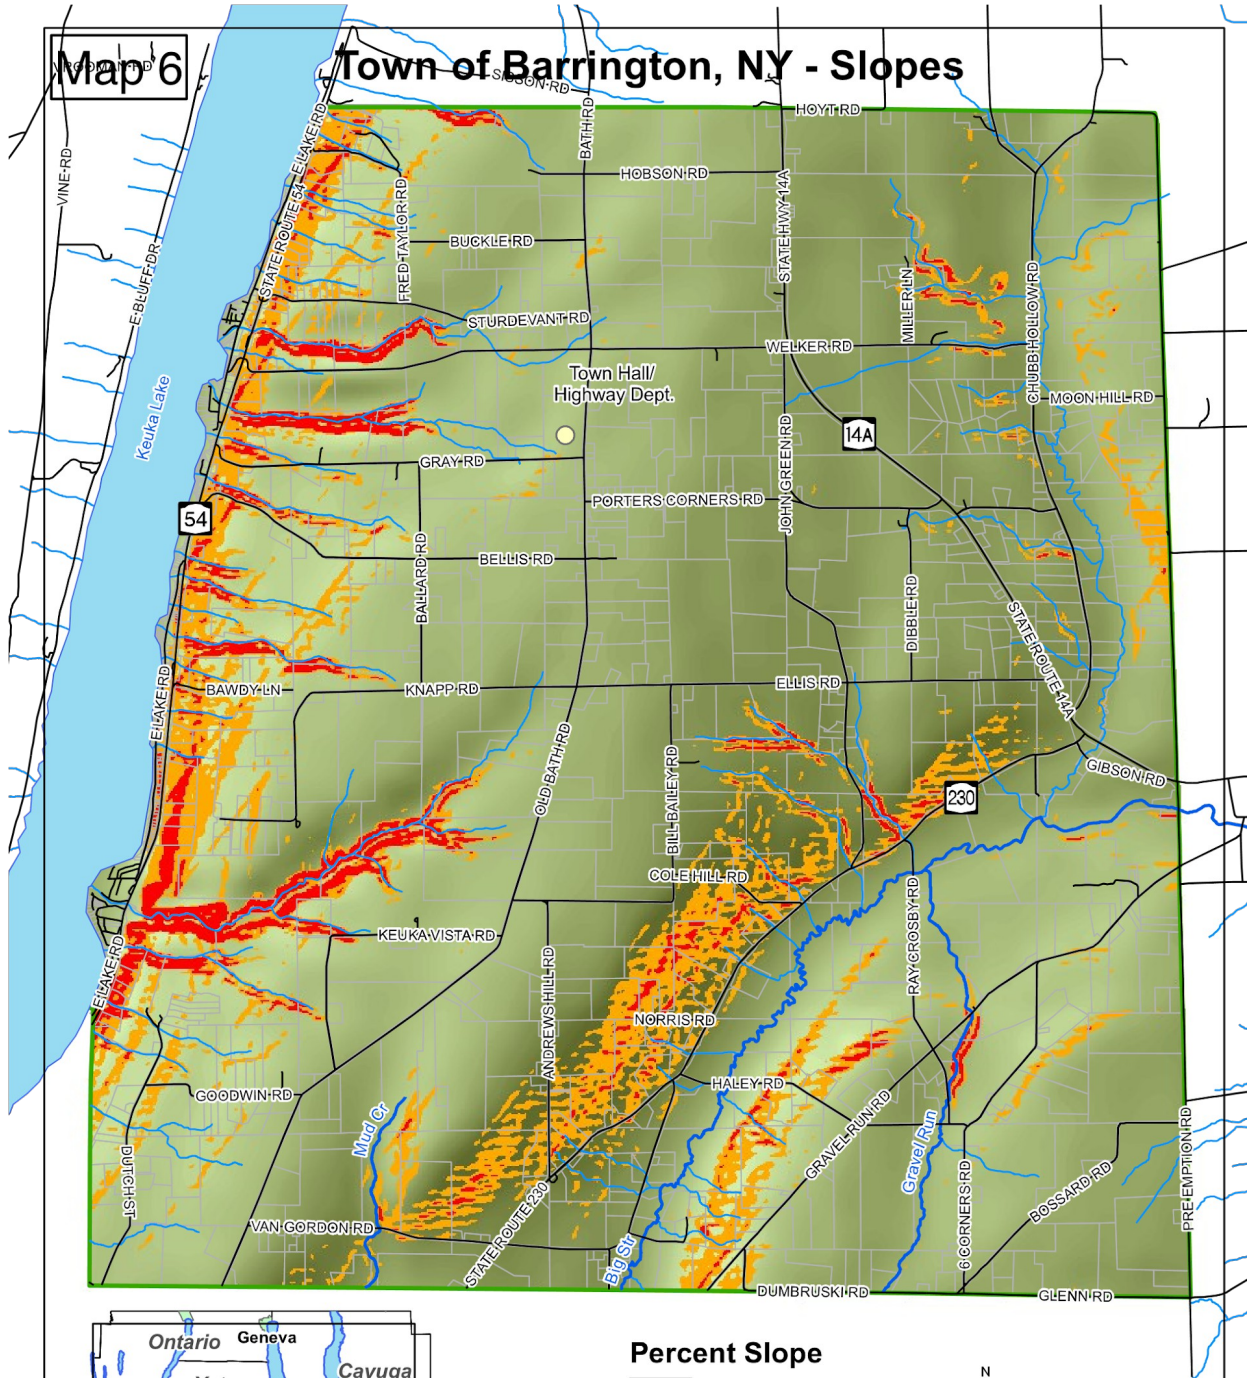 Map 6
Town of Barrington, NY - Slopes
SISSON RD
HOYT RD
BATH RD
VINE RD
E LAKE RD
STATE ROUTE 54
HOBSON RD
STATE HWY 14A
FRED TAYLOR RD
BUCKLE RD
E BLUFF DR
MILLER LN
CHUBB HOLLOW RD
STURDEVANT RD
WELKER RD
Town Hall/
Highway Dept.
Keuka Lake
MOON HILL RD
14A
JOHN GREEN RD
GRAY RD
PORTERS CORNERS RD
54
BELLIS RD
BALLARD RD
DIBBLE RD
STATE ROUTE 14A
E LAKE RD
BAWDY LN
KNAPP RD
ELLIS RD
OLD BATH RD
BILL BAILEY RD
GIBSON RD
230
COLE HILL RD
RAY CROSBY RD
KEUKA VISTA RD
E LAKE RD
ANDREWS HILL RD
NORRIS RD
HALEY RD
GOODWIN RD
GRAVEL RUN RD
Mud Cr
Gravel Run
DUTCH ST
PRE EMPTION RD
6 CORNERS RD
BOSSARD RD
VAN GORDON RD
STATE ROUTE 230
Big Str
DUMBRUSKI RD
GLENN RD
Ontario
Geneva
Cayuga
Percent Slope
N